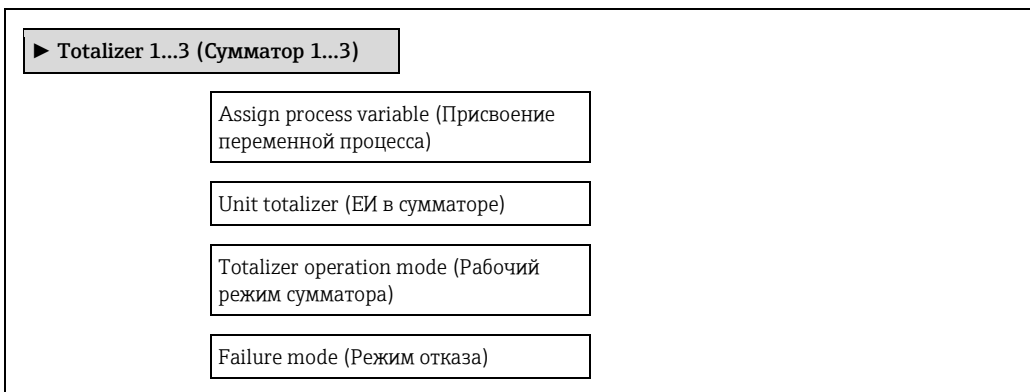 ► Totalizer 1...3 (Сумматор 1...3)
Assign process variable (Присвоение
переменной процесса)
Unit totalizer (ЕИ в сумматоре)
Totalizer operation mode (Рабочий
режим сумматора)
Failure mode (Режим отказа)